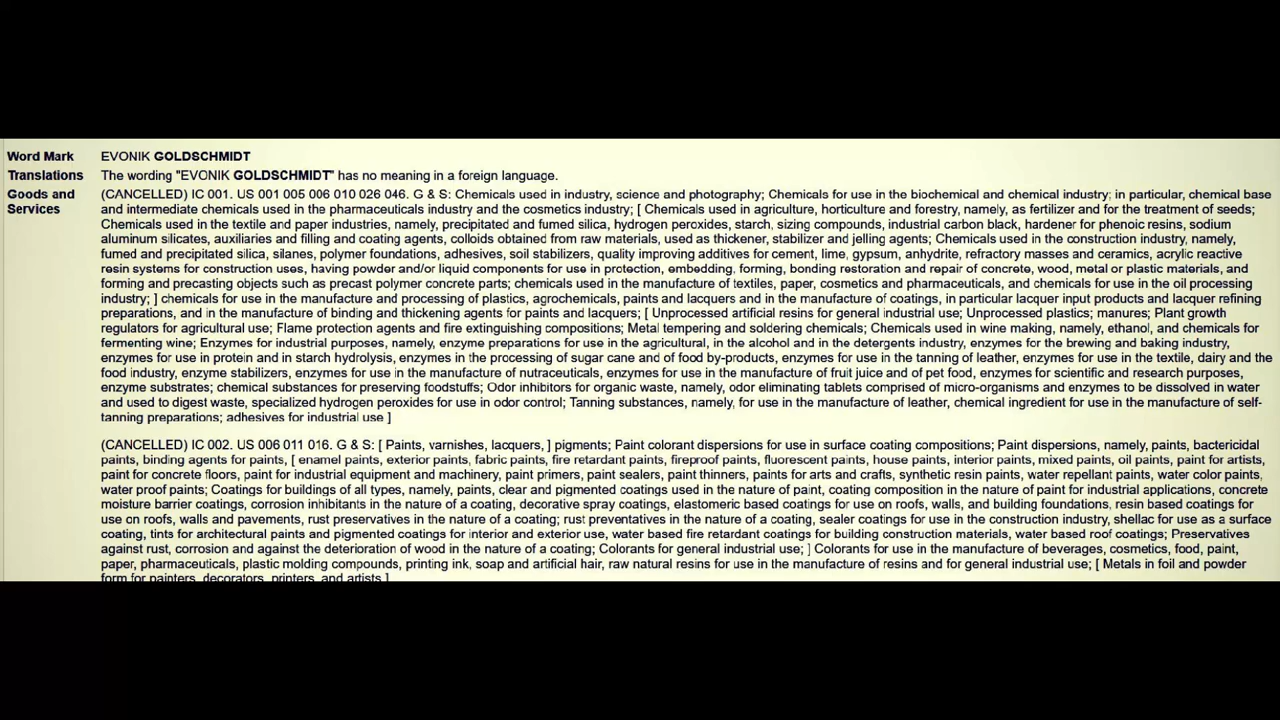 Word Mark EVONIK GOLDSCHMIDT
Translations The wording "EVONIK GOLDSCHMIDT" has no meaning in a foreign language.
Goods and Services (CANCELLED) IC 001. US 001 005 006 010 026 046. G & S: Chemicals used in industry, science and photography; Chemicals for use in the biochemical and chemical industry; in particular, chemical base
and intermediate chemicals used in the pharmaceuticals industry and the cosmetics industry; [ Chemicals used in agriculture, horticulture and forestry, namely, as fertilizer and for the treatment of seeds;
Chemicals used in the textile and paper industries, namely, precipitated and fumed silica, hydrogen peroxides, starch, sizing compounds, industrial carbon black, hardener for phenoic resins, sodium
aluminum silicates, auxiliaries and filling and coating agents, colloids obtained from raw materials, used as thickener, stabilizer and jelling agents; Chemicals used in the construction industry, namely,
fumed and precipitated silica, silanes, polymer foundations, adhesives, soil stabilizers, quality improving additives for cement, lime, gypsum, anhydrite, refractory masses and ceramics, acrylic reactive
resin systems for construction uses, having powder and/or liquid components for use in protection, embedding, forming, bonding restoration and repair of concrete, wood, metal or plastic materials, and
forming and precasting objects such as precast polymer concrete parts; chemicals used in the manufacture of textiles, paper, cosmetics and pharmaceuticals, and chemicals for use in the oil processing
industry; ] chemicals for use in the manufacture and processing of plastics, agrochemicals, paints and lacquers and in the manufacture of coatings, in particular lacquer input products and lacquer refining
preparations, and in the manufacture of binding and thickening agents for paints and lacquers; [ Unprocessed artificial resins for general industrial use; Unprocessed plastics; manures; Plant growth
regulators for agricultural use; Flame protection agents and fire extinguishing compositions; Metal tempering and soldering chemicals; Chemicals used in wine making, namely, ethanol, and chemicals for
fermenting wine; Enzymes for industrial purposes, namely, enzyme preparations for use in the agricultural, in the alcohol and in the detergents industry, enzymes for the brewing and baking industry,
enzymes for use in protein and in starch hydrolysis, enzymes in the processing of sugar cane and of food by-products, enzymes for use in the tanning of leather, enzymes for use in the textile, dairy and the
food industry, enzyme stabilizers, enzymes for use in the manufacture of nutraceuticals, enzymes for use in the manufacture of fruit juice and of pet food, enzymes for scientific and research purposes,
enzyme substrates; chemical substances for preserving foodstuffs; Odor inhibitors for organic waste, namely, odor eliminating tablets comprised of micro-organisms and enzymes to be dissolved in water
and used to digest waste, specialized hydrogen peroxides for use in odor control; Tanning substances, namely, for use in the manufacture of leather, chemical ingredient for use in the manufacture of self-
tanning preparations; adhesives for industrial use ]
(CANCELLED) IC 002. US 006 011 016. G & S: [ Paints, varnishes, lacquers, ] pigments; Paint colorant dispersions for use in surface coating compositions; Paint dispersions, namely, paints, bactericidal
paints, binding agents for paints, [ enamel paints, exterior paints, fabric paints, fire retardant paints, fireproof paints, fluorescent paints, house paints, interior paints, mixed paints, oil paints, paint for artists,
paint for concrete floors, paint for industrial equipment and machinery, paint primers, paint sealers, paint thinners, paints for arts and crafts, synthetic resin paints, water repellant paints, water color paints,
water proof paints; Coatings for buildings of all types, namely, paints, clear and pigmented coatings used in the nature of paint, coating composition in the nature of paint for industrial applications, concrete
moisture barrier coatings, corrosion inhibitants in the nature of a coating, decorative spray coatings, elastomeric based coatings for use on roofs, walls, and building foundations, resin based coatings for
use on roofs, walls and pavements, rust preservatives in the nature of a coating; rust preventatives in the nature of a coating, sealer coatings for use in the construction industry, shellac for use as a surface
coating, tints for architectural paints and pigmented coatings for interior and exterior use, water based fire retardant coatings for building construction materials, water based roof coatings; Preservatives
against rust, corrosion and against the deterioration of wood in the nature of a coating; Colorants for general industrial use; ] Colorants for use in the manufacture of beverages, cosmetics, food, paint,
paper, pharmaceuticals, plastic molding compounds, printing ink, soap and artificial hair, raw natural resins for use in the manufacture of resins and for general industrial use; [ Metals in foil and powder
form for painters, decorators, printers, and artists ]